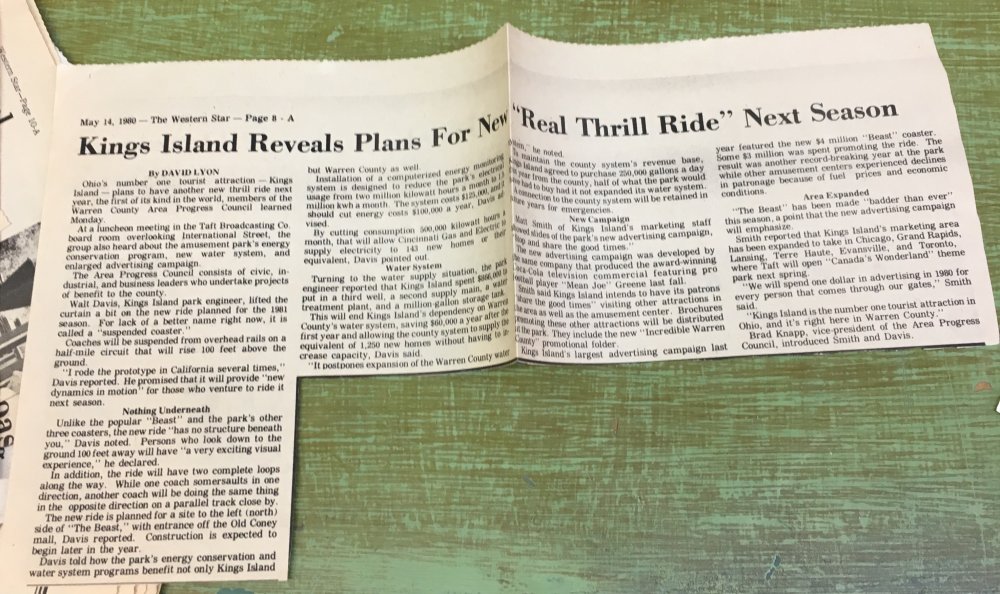 Western Star—Page 10-A
May 14, 1980 — The Western Star — Page 8 - A
Kings Island Reveals Plans For New "Real Thrill Ride" Next Season
By DAVID LYON
Ohio's number one tourist attraction — Kings
Island — plans to have another new thrill ride next
year, the first of its kind in the world, members of the
Warren County Area Progress Council learned
Monday.
At a luncheon meeting in the Taft Broadcasting Co.
board room overlooking International Street, the
group also heard about the amusement park's energy
conservation program, new water system, and
enlarged advertising campaign.
The Area Progress Council consists of civic, in-
dustrial, and business leaders who undertake projects
of benefit to the county.
Walt Davis, Kings Island park engineer, lifted the
curtain a bit on the new ride planned for the 1981
season. For lack of a better name right now, it is
called a "suspended coaster."
Coaches will be suspended from overhead rails on a
half-mile circuit that will rise 100 feet above the
ground.
"I rode the prototype in California several times,"
Davis reported. He promised that it will provide "new
dynamics in motion" for those who venture to ride it
next season.
Nothing Underneath
Unlike the popular "Beast" and the park's other
three coasters, the new ride "has no structure beneath
you," Davis noted. Persons who look down to the
ground 100 feet away will have "a very exciting visual
experience," he declared.
In addition, the ride will have two complete loops
along the way. While one coach somersaults in one
direction, another coach will be doing the same thing
in the opposite direction on a parallel track close by.
The new ride is planned for a site to the left (north)
side of "The Beast," with entrance off the Old Coney
mall, Davis reported. Construction is expected to
begin later in the year.
Davis told how the park's energy conservation and
water system programs benefit not only Kings Island
but Warren County as well.
Installation of a computerized energy monitoring
system is designed to reduce the park's electrical
usage from two million kilowatt hours a month to
million kwh a month. The system costs $125,000, and
should cut energy costs $100,000 a year, Davis
vised.
By cutting consumption 500,000 kilowatt hours a
month, that will allow Cincinnati Gas and Electric to
supply electricity to 143 new homes or their
equivalent, Davis pointed out.
Water System
Turning to the water supply situation, the park
engineer reported that Kings Island spent
put in a third well, a second supply main, a water
treatment plant, and a million gallon storage tank.
This will end Kings Island's dependency on Warren
County's water system, saving $60,000 a year after the
first year and allowing the county system to supply the
equivalent of 1,250 new homes without having to in-
crease capacity, Davis said.
"It postpones expansion of the Warren County water
he noted.
To maintain the county system's revenue base,
Kings Island agreed to purchase 250,000 gallons a day
year from the county, half of what the park would
had to buy had it not expanded its water system.
connection to the county system will be retained in
years for emergencies.
New Campaign
Matt Smith of Kings Island's marketing staff
showed slides of the park's new advertising campaign,
and share the good times."
new advertising campaign was developed by
same company that produced the award-winning
Coca-Cola television commercial featuring pro
football player "Mean Joe" Greene last fall.
Smith said Kings Island intends to have its patrons
"share the good times" visiting other attractions in
the area as well as the amusement center. Brochures
promoting these other attractions will be distributed
at the park. They include the new "Incredible Warren
County" promotional folder.
Kings Island's largest advertising campaign last
year featured the new $4 million "Beast" coaster.
Some $3 million was spent promoting the ride. The
result was another record-breaking year at the park
while other amusement centers experienced declines
in patronage because of fuel prices and economic
conditions.
Area Expanded
"The Beast" has been made "badder than ever"
this season, a point that the new advertising campaign
will emphasize.
Smith reported that Kings Island's marketing area
has been expanded to take in Chicago, Grand Rapids,
Lansing, Terre Haute, Evansville, and Toronto,
where Taft will open "Canada's Wonderland" theme
park next spring.
"We will spend one dollar in advertising in 1980 for
every person that comes through our gates," Smith
said.
"Kings Island is the number one tourist attraction in
Ohio, and it's right here in Warren County."
Brad Knapp, vice-president of the Area Progress
Council, introduced Smith and Davis.